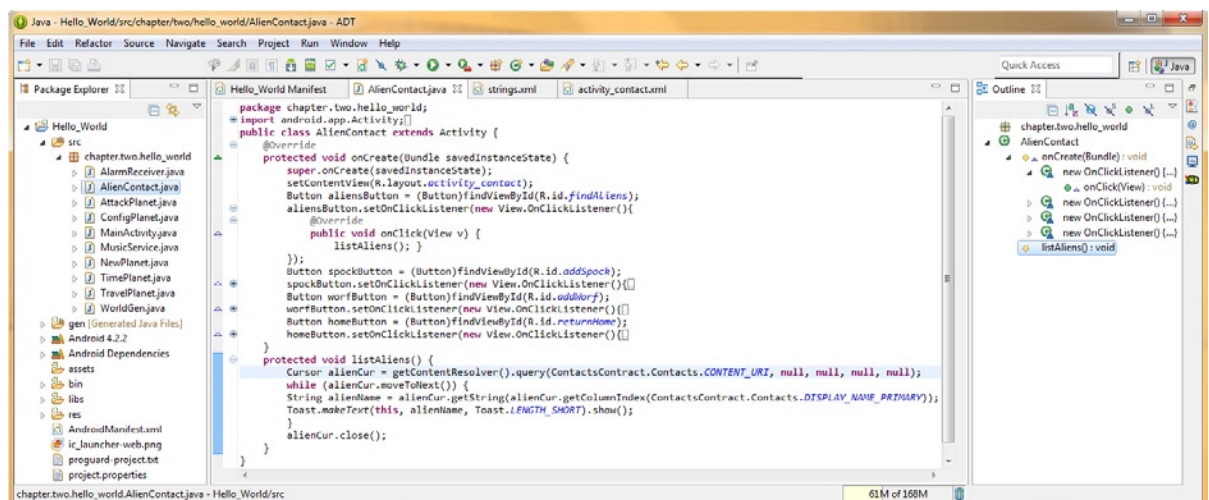 Java - Hello_World/src/chapter/two/hello_world/AlienContact.java - ADT
File Edit Refactor Source Navigate Search Project Run Window Help
Quick Access
Java
Package Explorer
Hello_World
src
chapter.two.hello_world
AlarmReceiver.java
AlienContact.java
AttackPlanet.java
ConfigPlanet.java
MainActivity.java
MusicService.java
NewPlanet.java
TimePlanet.java
TravelPlanet.java
WorldGen.java
gen [Generated Java Files]
Android 4.2.2
Android Dependencies
assets
bin
libs
res
AndroidManifest.xml
ic_launcher-web.png
proguard-project.txt
project.properties
Hello_World Manifest AlienContact.java strings.xml activity_contact.xml
package chapter.two.hello_world;
import android.app.Activity;
public class AlienContact extends Activity {
@Override
protected void onCreate(Bundle savedInstanceState) {
super.onCreate(savedInstanceState);
setContentView(R.layout.activity_contact);
Button aliensButton = (Button)findViewById(R.id.findAliens);
aliensButton.setOnClickListener(new View.OnClickListener(){
@Override
public void onClick(View v) {
listAliens(); }
});
Button spockButton = (Button)findViewById(R.id.addSpock);
spockButton.setOnClickListener(new View.OnClickListener(){
Button worfButton = (Button)findViewById(R.id.addWorf);
worfButton.setOnClickListener(new View.OnClickListener(){
Button homeButton = (Button)findViewById(R.id.returnHome);
homeButton.setOnClickListener(new View.OnClickListener(){
}
protected void listAliens() {
Cursor alienCur = getContentResolver().query(ContactsContract.Contacts.CONTENT_URI, null, null, null, null);
while (alienCur.moveToNext()) {
String alienName = alienCur.getString(alienCur.getColumnIndex(ContactsContract.Contacts.DISPLAY_NAME_PRIMARY));
Toast.makeText(this, alienName, Toast.LENGTH_SHORT).show();
}
alienCur.close();
}
}
Outline
chapter.two.hello_world
AlienContact
onCreate(Bundle) : void
new OnClickListener() {...}
onClick(View) : void
new OnClickListener() {...}
new OnClickListener() {...}
new OnClickListener() {...}
listAliens() : void
chapter.two.hello_world.AlienContact.java - Hello_World/src
61M of 168M